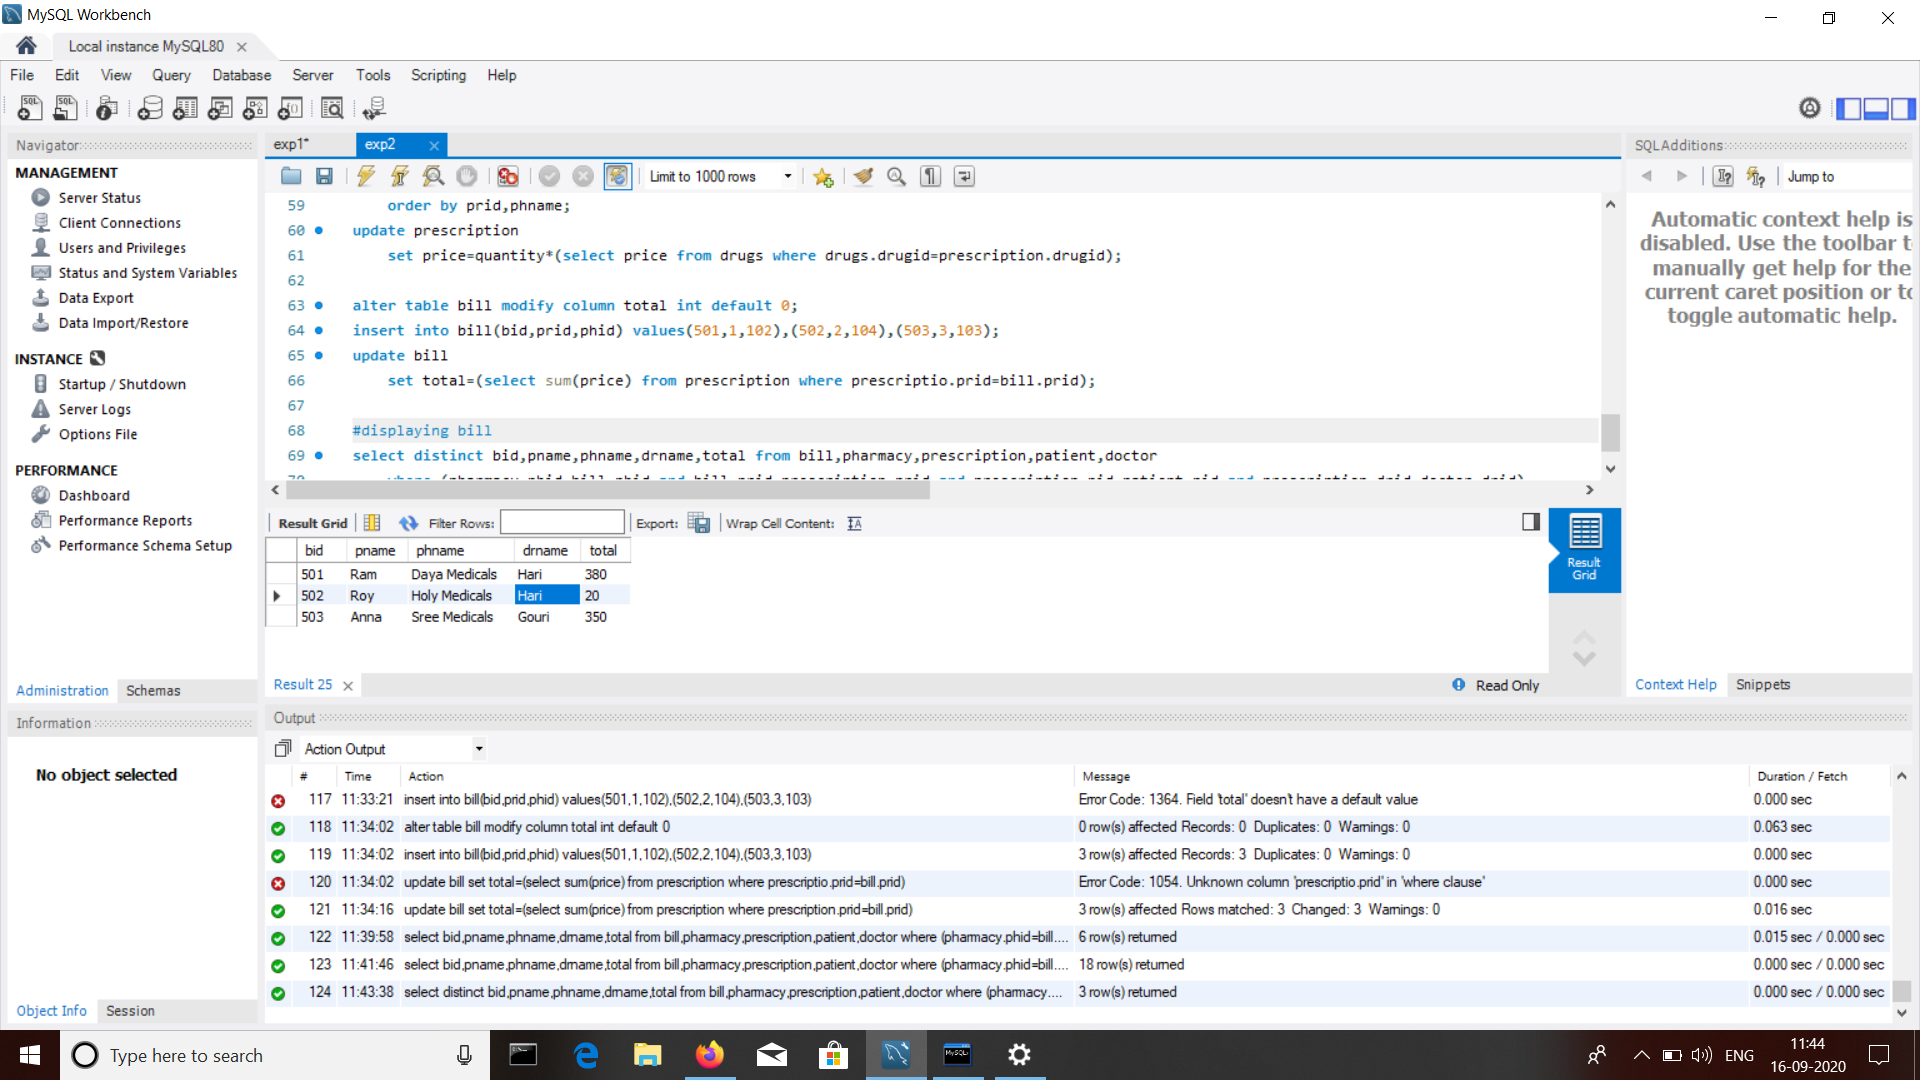 MySQL Workbench
Local instance MySQL80
File Edit View Query Database Server Tools Scripting Help
Navigator
MANAGEMENT
Server Status
Client Connections
Users and Privileges
Status and System Variables
Data Export
Data Import/Restore
INSTANCE
Startup / Shutdown
Server Logs
Options File
PERFORMANCE
Dashboard
Performance Reports
Performance Schema Setup
Administration Schemas
Information
No object selected
Object Info Session
exp1* exp2
Limit to 1000 rows
59 order by prid,phname;
60 update prescription
61 set price=quantity*(select price from drugs where drugs.drugid=prescription.drugid);
62
63 alter table bill modify column total int default 0;
64 insert into bill(bid,prid,phid) values(501,1,102),(502,2,104),(503,3,103);
65 update bill
66 set total=(select sum(price) from prescription where prescriptio.prid=bill.prid);
67
68 #displaying bill
69 select distinct bid,pname,phname,drname,total from bill,pharmacy,prescription,patient,doctor
Result Grid Filter Rows: Export: Wrap Cell Content:
bid pname phname drname total
501 Ram Daya Medicals Hari 380
502 Roy Holy Medicals Hari 20
503 Anna Sree Medicals Gouri 350
Result Grid
Result 25
Read Only
SQLAdditions
Jump to
Automatic context help is
disabled. Use the toolbar t
manually get help for the
current caret position or to
toggle automatic help.
Context Help Snippets
Output
Action Output
# Time Action Message Duration / Fetch
117 11:33:21 insert into bill(bid,prid,phid) values(501,1,102),(502,2,104),(503,3,103) Error Code: 1364. Field 'total' doesn't have a default value 0.000 sec
118 11:34:02 alter table bill modify column total int default 0 0 row(s) affected Records: 0 Duplicates: 0 Warnings: 0 0.063 sec
119 11:34:02 insert into bill(bid,prid,phid) values(501,1,102),(502,2,104),(503,3,103) 3 row(s) affected Records: 3 Duplicates: 0 Warnings: 0 0.000 sec
120 11:34:02 update bill set total=(select sum(price) from prescription where prescriptio.prid=bill.prid) Error Code: 1054. Unknown column 'prescriptio.prid' in 'where clause' 0.000 sec
121 11:34:16 update bill set total=(select sum(price) from prescription where prescription.prid=bill.prid) 3 row(s) affected Rows matched: 3 Changed: 3 Warnings: 0 0.016 sec
122 11:39:58 select bid,pname,phname,drname,total from bill,pharmacy,prescription,patient,doctor where (pharmacy.phid=bill.... 6 row(s) returned 0.015 sec / 0.000 sec
123 11:41:46 select bid,pname,phname,drname,total from bill,pharmacy,prescription,patient,doctor where (pharmacy.phid=bill.... 18 row(s) returned 0.000 sec / 0.000 sec
124 11:43:38 select distinct bid,pname,phname,drname,total from bill,pharmacy,prescription,patient,doctor where (pharmacy.... 3 row(s) returned 0.000 sec / 0.000 sec
Type here to search
ENG
11:44
16-09-2020